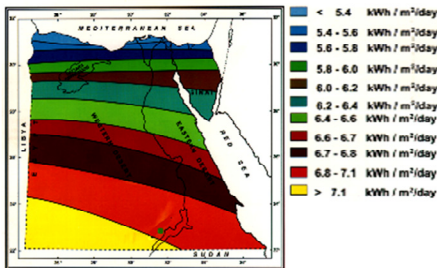 MEDITERRANEAN SEA
SINAI
LIBYA
WESTERN DESERT
EASTERN DESERT
RED SEA
SUDAN
< 5.4 kWh / m²/day
5.4 - 5.6 kWh / m²/day
5.6 - 5.8 kWh / m²/day
5.8 - 6.0 kWh / m²/day
6.0 - 6.2 kWh / m²/day
6.2 - 6.4 kWh / m²/day
6.4 - 6.6 kWh / m²/day
6.6 - 6.7 kWh / m²/day
6.7 - 6.8 kWh / m²/day
6.8 - 7.1 kWh / m²/day
> 7.1 kWh / m²/day